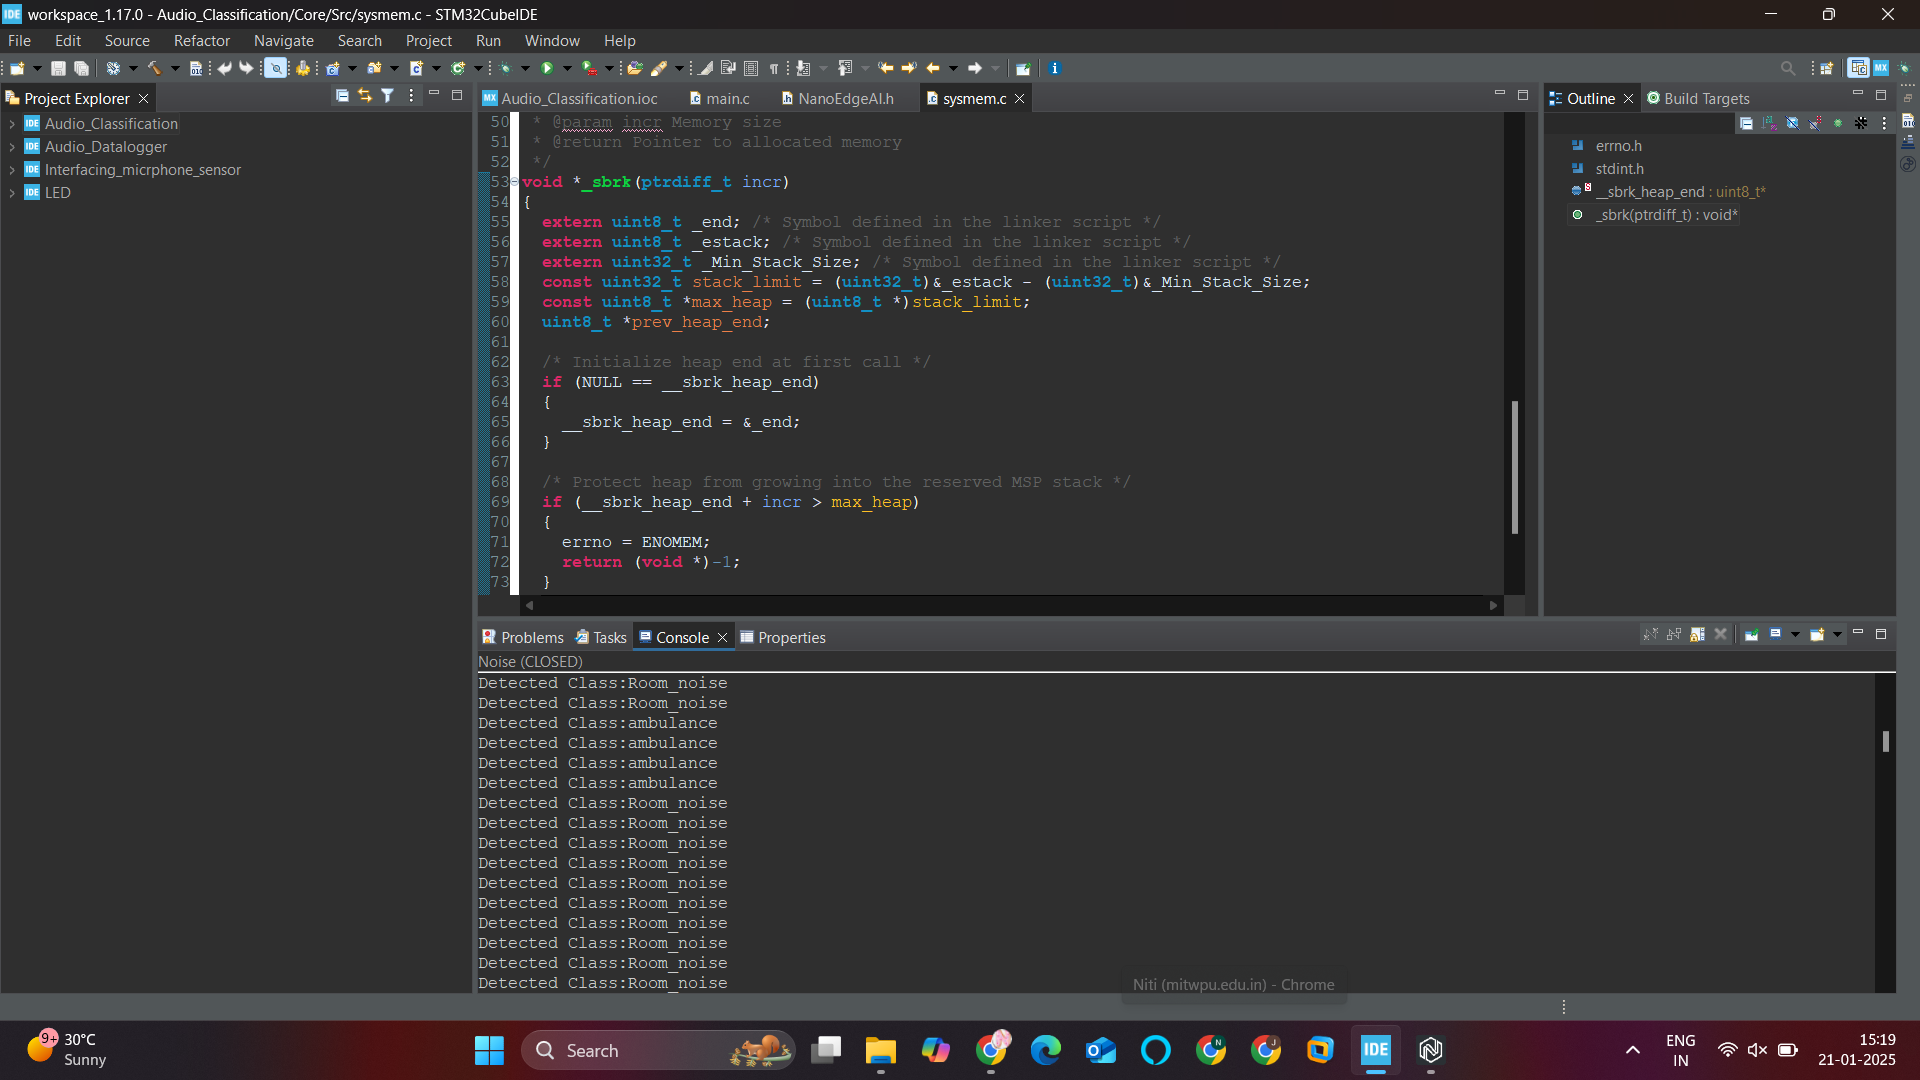 IDE workspace_1.17.0 - Audio_Classification/Core/Src/sysmem.c - STM32CubeIDE
File Edit Source Refactor Navigate Search Project Run Window Help
Project Explorer
IDE Audio_Classification
IDE Audio_Datalogger
IDE Interfacing_micrphone_sensor
IDE LED
MX Audio_Classification.ioc main.c NanoEdgeAI.h sysmem.c
50 * @param incr Memory size
51 * @return Pointer to allocated memory
52 */
53 void *_sbrk(ptrdiff_t incr)
54 {
55 extern uint8_t _end; /* Symbol defined in the linker script */
56 extern uint8_t _estack; /* Symbol defined in the linker script */
57 extern uint32_t _Min_Stack_Size; /* Symbol defined in the linker script */
58 const uint32_t stack_limit = (uint32_t)&_estack - (uint32_t)&_Min_Stack_Size;
59 const uint8_t *max_heap = (uint8_t *)stack_limit;
60 uint8_t *prev_heap_end;
61
62 /* Initialize heap end at first call */
63 if (NULL == __sbrk_heap_end)
64 {
65 __sbrk_heap_end = &_end;
66 }
67
68 /* Protect heap from growing into the reserved MSP stack */
69 if (__sbrk_heap_end + incr > max_heap)
70 {
71 errno = ENOMEM;
72 return (void *)-1;
73 }
Outline Build Targets
errno.h
stdint.h
__sbrk_heap_end : uint8_t*
_sbrk(ptrdiff_t) : void*
Problems Tasks Console Properties
Noise (CLOSED)
Detected Class:Room_noise
Detected Class:Room_noise
Detected Class:ambulance
Detected Class:ambulance
Detected Class:ambulance
Detected Class:ambulance
Detected Class:Room_noise
Detected Class:Room_noise
Detected Class:Room_noise
Detected Class:Room_noise
Detected Class:Room_noise
Detected Class:Room_noise
Detected Class:Room_noise
Detected Class:Room_noise
Detected Class:Room_noise
Detected Class:Room_noise
Niti (mitwpu.edu.in) - Chrome
9+ 30°C
Sunny
Search
IDE
ENG
IN
15:19
21-01-2025